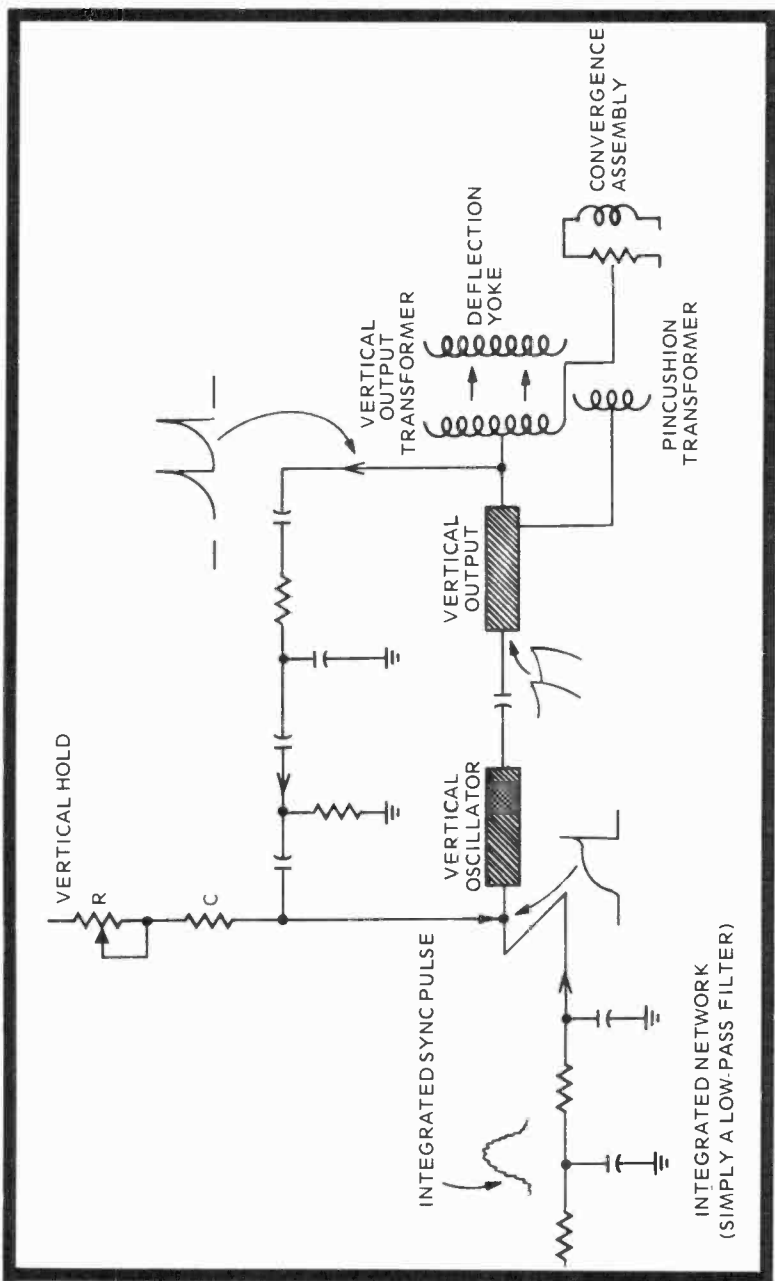 VERTICAL HOLD
R
C
VERTICAL
OUTPUT
TRANSFORMER
DEFLECTION
YOKE
CONVERGENCE
ASSEMBLY
INTEGRATED SYNC PULSE
VERTICAL
OSCILLATOR
VERTICAL
OUTPUT
PINCUSHION
TRANSFORMER
INTEGRATED NETWORK
(SIMPLY A LOW-PASS FILTER)